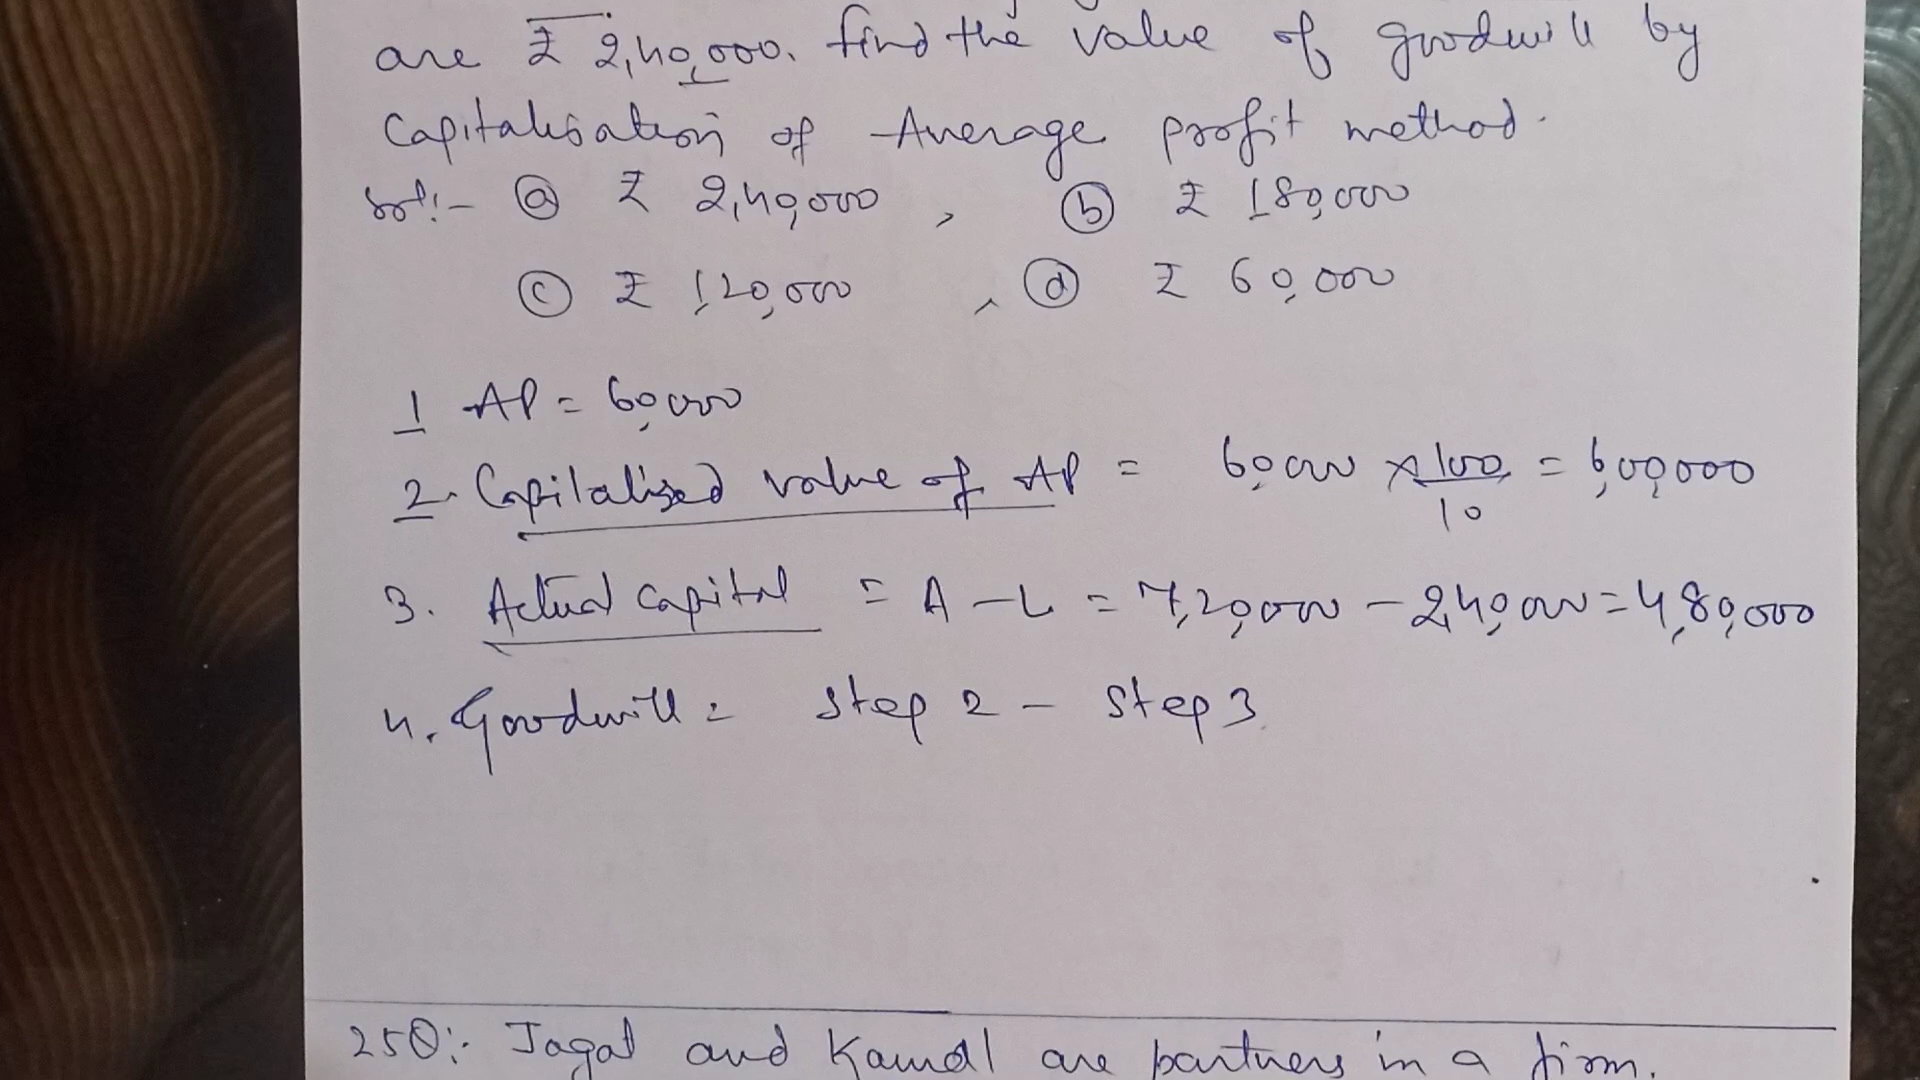 are ₹ 2,40,000. find the value of goodwill by
Capitalisation of Average profit method.
sol:- ⓐ ₹ 2,40,000 , ⓑ ₹ 180,000
ⓒ ₹ 120,000 , ⓓ ₹ 60,000
1 AP = 60,000
2. Capitalised value of AP = 60,000 × 100/10 = 6,00,000
3. Actual capital = A - L = 7,20,000 - 2,40,000 = 4,80,000
4. Goodwill = step 2 - step 3
25Q:- Jagat and Kamal are partners in a firm.